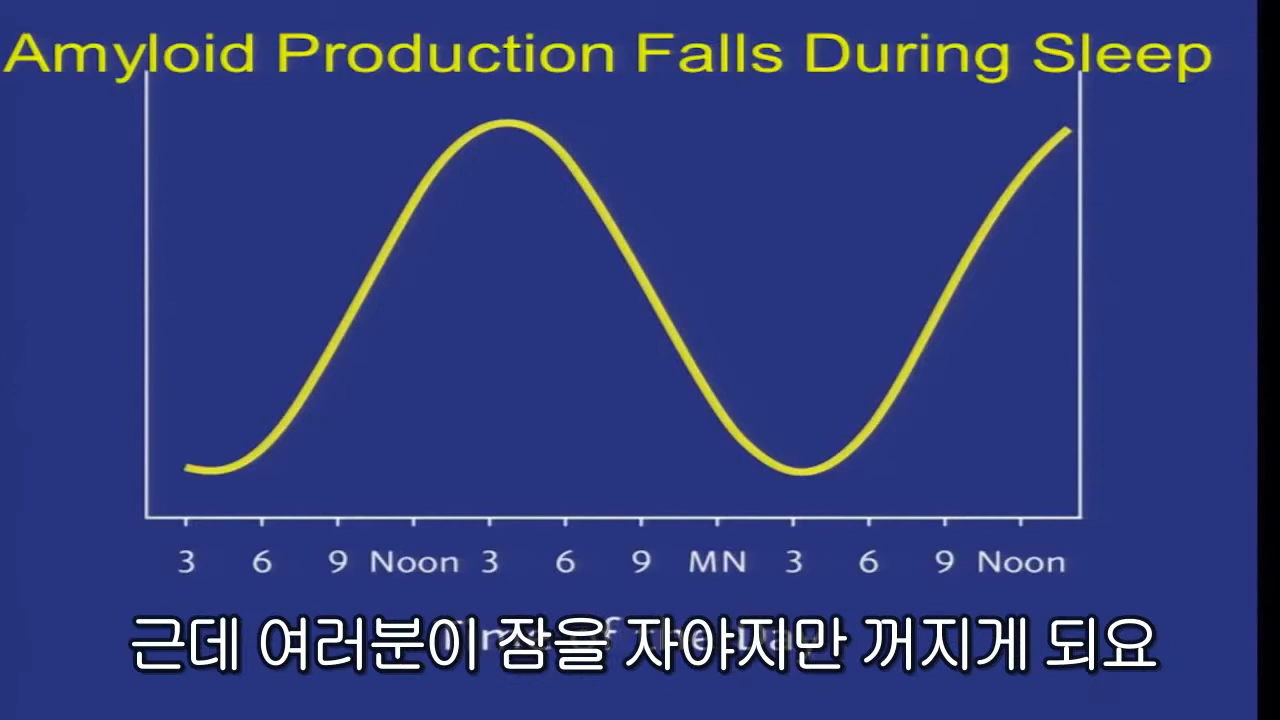 Amyloid Production Falls During Sleep
3 6 9 Noon 3 6 9 MN 3 6 9 Noon
근데 여러분이 잠을 자야지만 꺼지게 되요